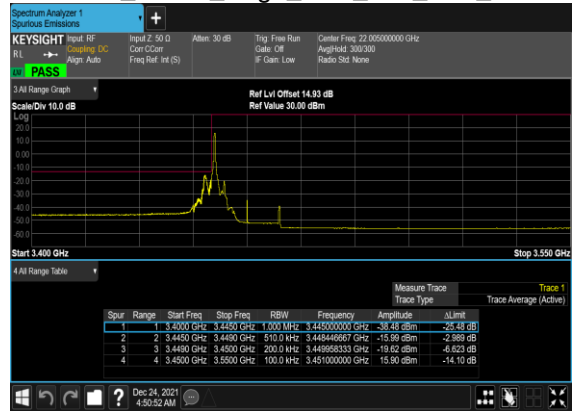 Spectrum Analyzer 1
Spurious Emissions
+
KEYSIGHT Input: RF Input Z: 50 Ω Atten: 30 dB Trig: Free Run Center Freq: 22.005000000 GHz
RL Coupling: DC Corr CCorr Gate: Off Avg|Hold: 300/300
Align: Auto Freq Ref: Int (S) IF Gain: Low Radio Std: None
LW PASS
3 All Range Graph
Ref Lvl Offset 14.93 dB
Scale/Div 10.0 dB Ref Value 30.00 dBm
Log
20.0
10.0
0.00
-10.0
-20.0
-30.0
-40.0
-50.0
-60.0
Start 3.400 GHz Stop 3.550 GHz
4 All Range Table
Measure Trace Trace 1
Trace Type Trace Average (Active)
Spur Range Start Freq Stop Freq RBW Frequency Amplitude ΔLimit
1 1 3.4000 GHz 3.4450 GHz 1.000 MHz 3.445000000 GHz -38.48 dBm -25.48 dB
2 2 3.4450 GHz 3.4490 GHz 510.0 kHz 3.448446667 GHz -15.99 dBm -2.989 dB
3 3 3.4490 GHz 3.4500 GHz 200.0 kHz 3.449958333 GHz -19.62 dBm -6.623 dB
4 4 3.4500 GHz 3.5500 GHz 100.0 kHz 3.451000000 GHz 15.90 dBm -14.10 dB
? Dec 24, 2021
4:50:52 AM